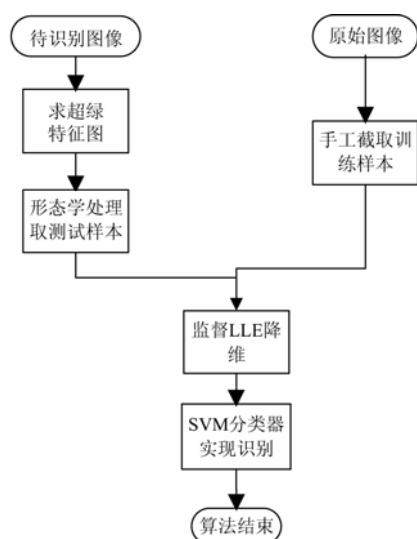 待识别图像
原始图像
求超绿
特征图
手工截取训
练样本
形态学处理
取测试样本
监督LLE降
维
SVM分类器
实现识别
算法结束